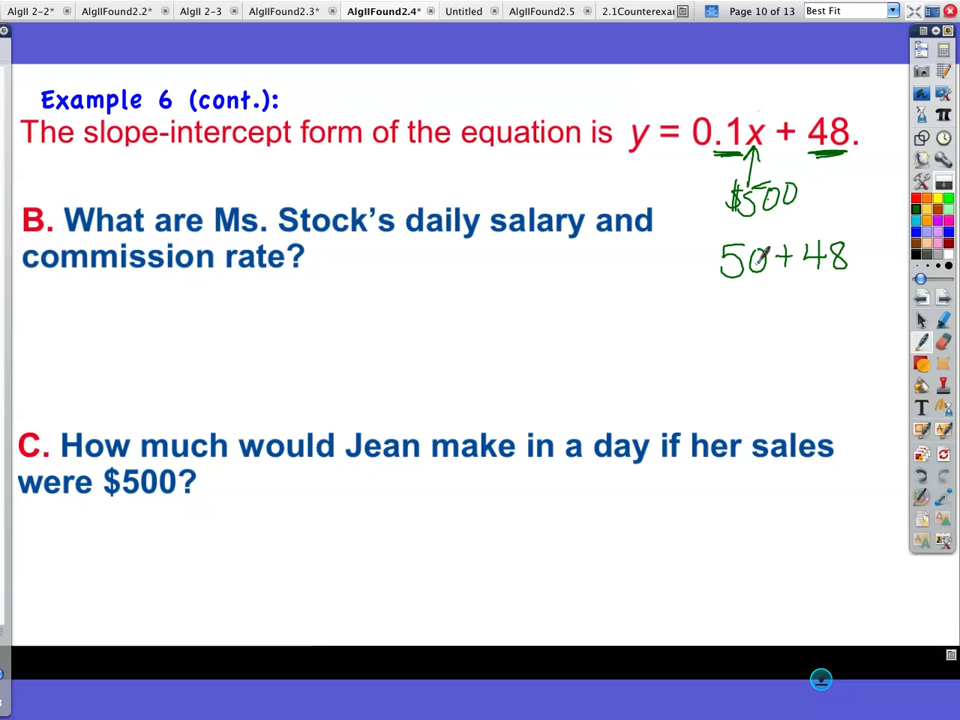 AlgII 2-2* AlgIIFound2.2* AlgII 2-3 AlgIIFound2.3* AlgIIFound2.4* Untitled AlgIIFound2.5 2.1Counterexa Page 10 of 13 Best Fit
Example 6 (cont.):
The slope-intercept form of the equation is y = 0.1x + 48.
$500
B. What are Ms. Stock’s daily salary and
commission rate?
50+48
C. How much would Jean make in a day if her sales
were $500?